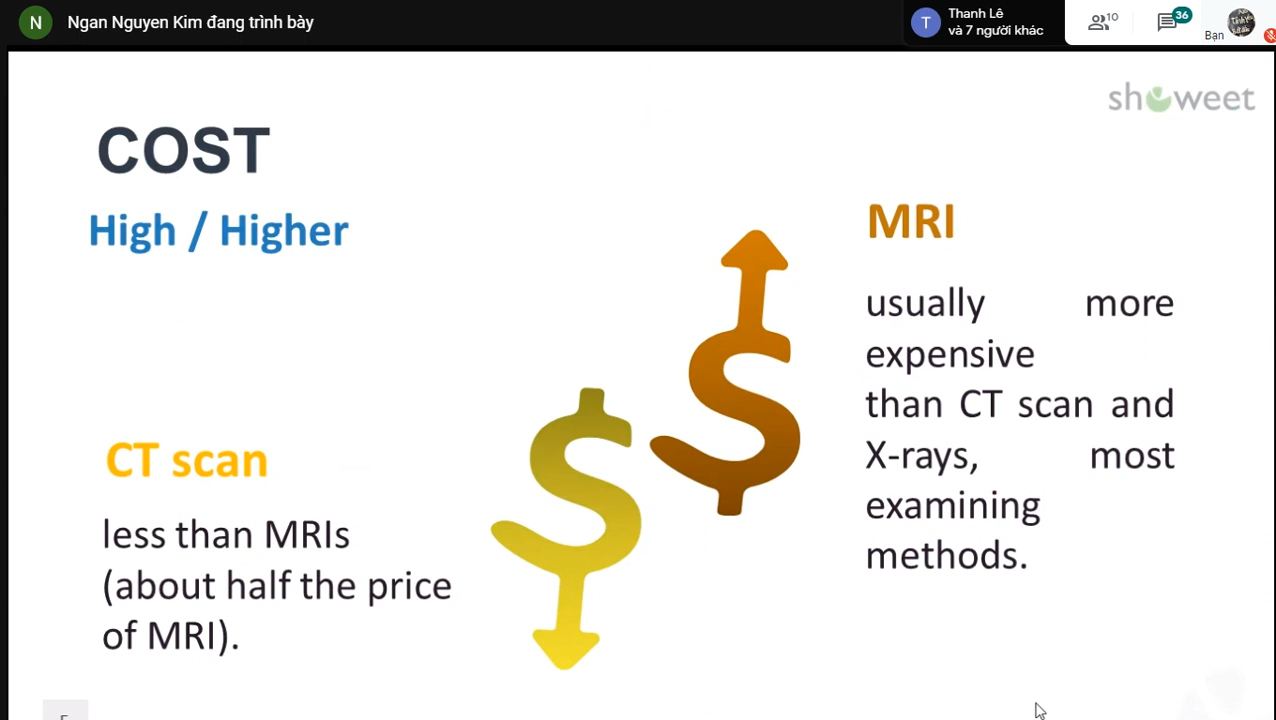 N
Ngan Nguyen Kim đang trình bày
T
Thanh Lê
và 7 người khác
10
36
Bạn
showeet
COST
High / Higher
MRI
usually more
expensive
than CT scan and
X-rays, most
examining
methods.
CT scan
less than MRIs
(about half the price
of MRI).